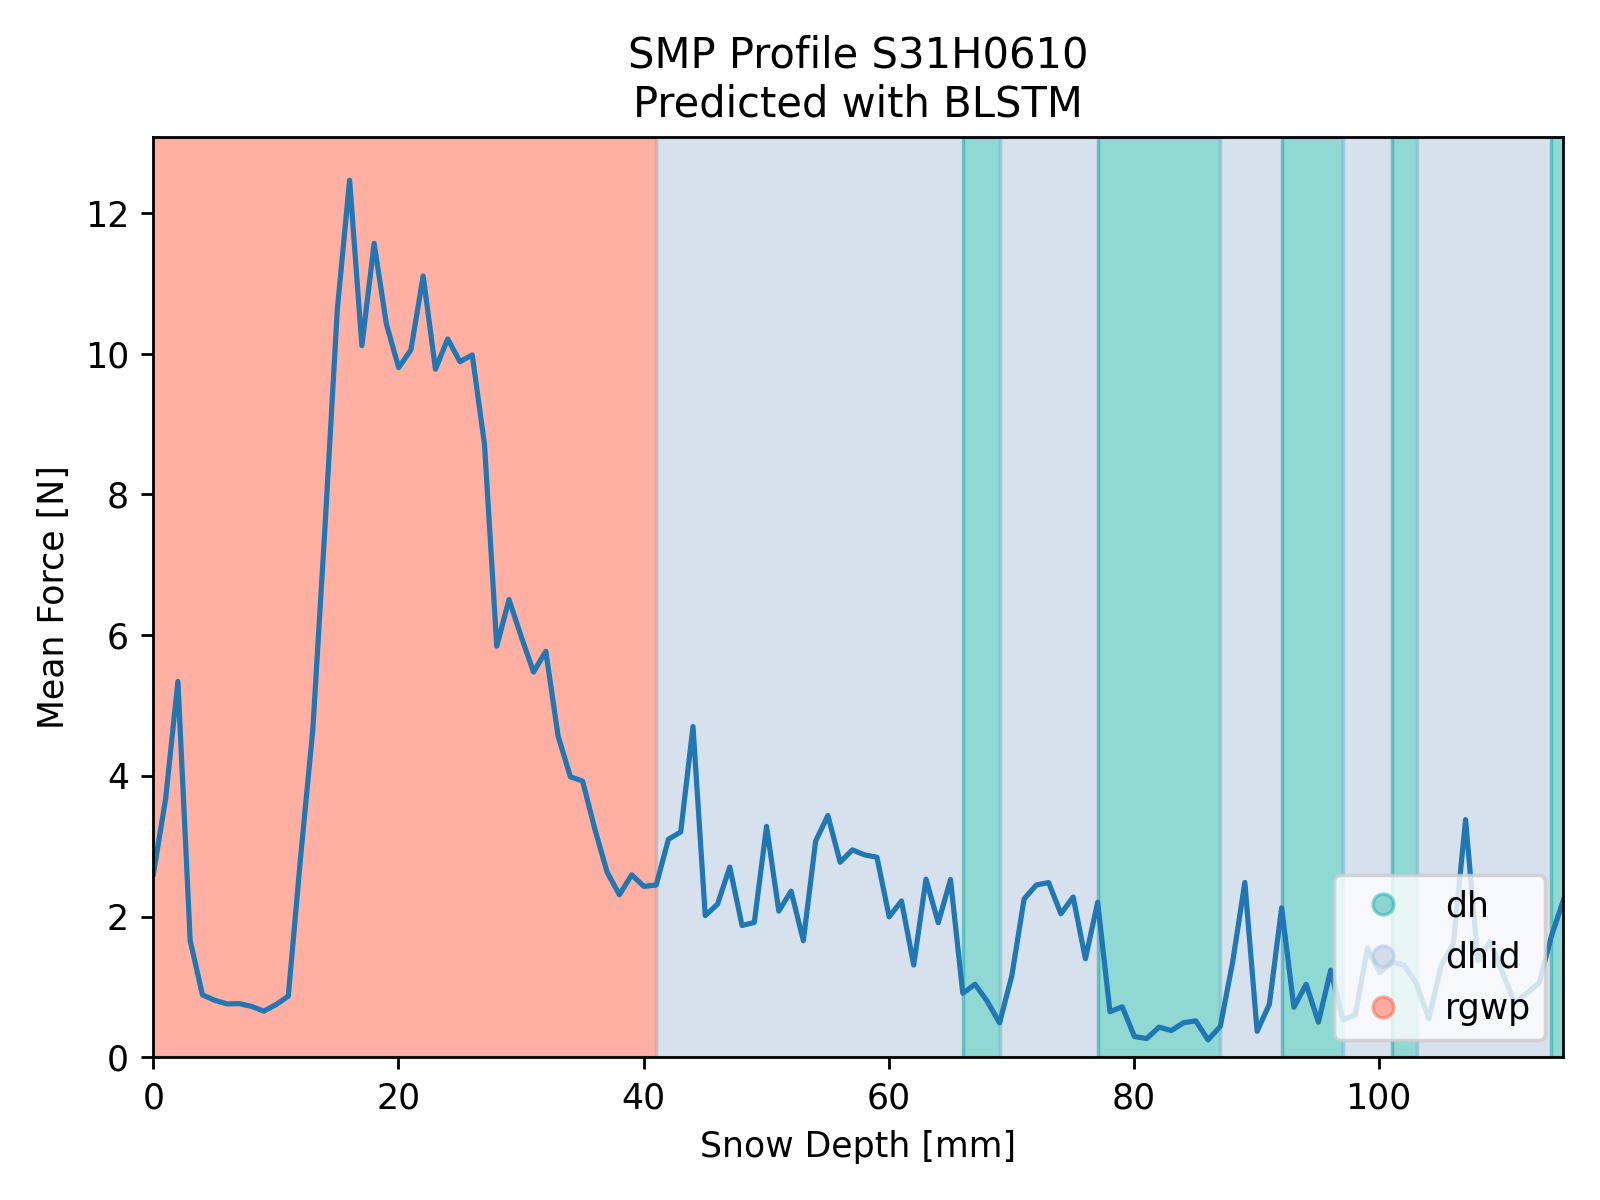 SMP Profile S31H0610
Predicted with BLSTM
Mean Force [N]
12
10
8
6
4
2
0
0 20 40 60 80 100
Snow Depth [mm]
dh
dhid
rgwp